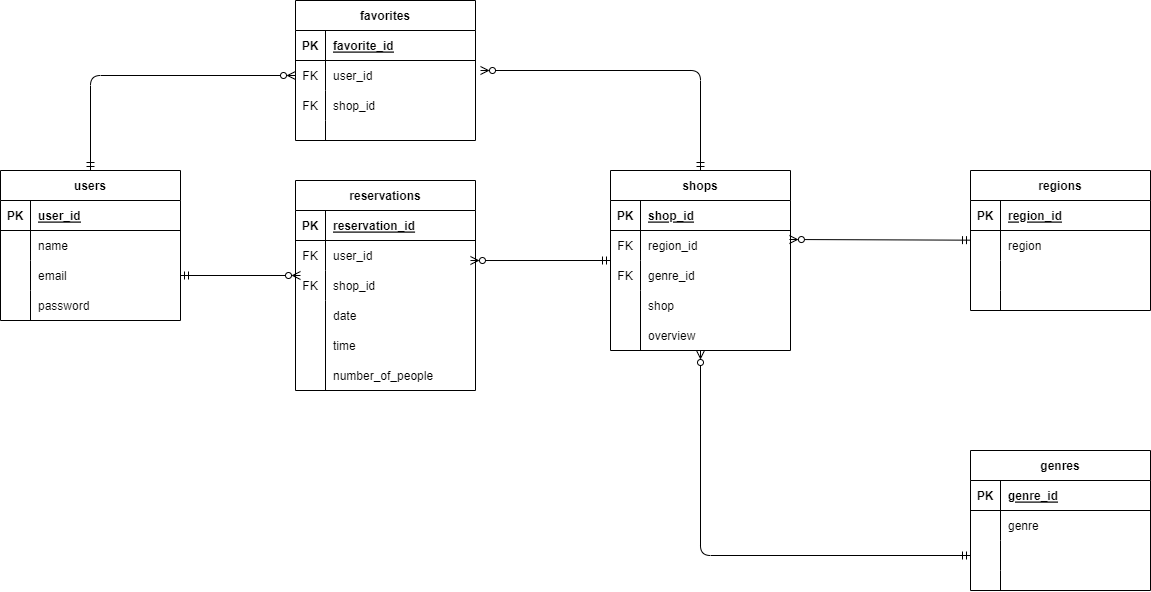 favorites
PK favorite_id
FK user_id
FK shop_id
users
PK user_id
name
email
password
reservations
PK reservation_id
FK user_id
FK shop_id
date
time
number_of_people
shops
PK shop_id
FK region_id
FK genre_id
shop
overview
regions
PK region_id
region
genres
PK genre_id
genre